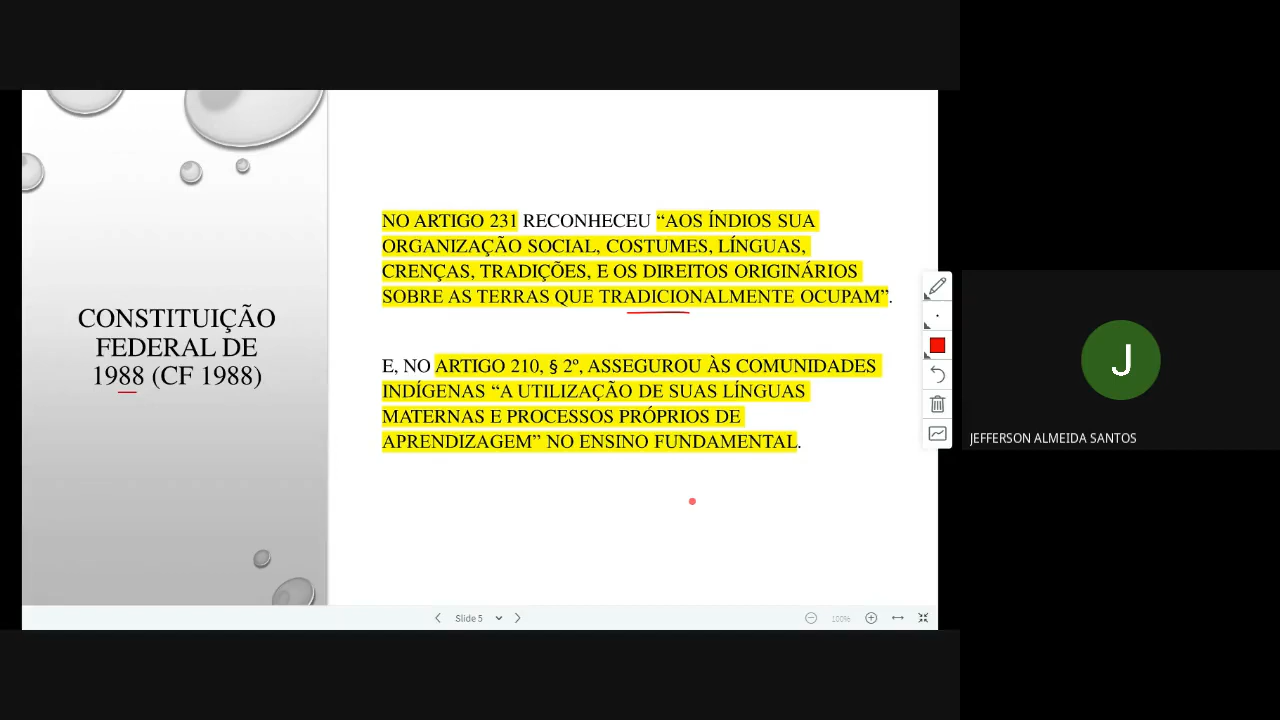 CONSTITUIÇÃO
FEDERAL DE
1988 (CF 1988)
NO ARTIGO 231 RECONHECEU “AOS ÍNDIOS SUA
ORGANIZAÇÃO SOCIAL, COSTUMES, LÍNGUAS,
CRENÇAS, TRADIÇÕES, E OS DIREITOS ORIGINÁRIOS
SOBRE AS TERRAS QUE TRADICIONALMENTE OCUPAM”.
E, NO ARTIGO 210, § 2º, ASSEGUROU ÀS COMUNIDADES
INDÍGENAS “A UTILIZAÇÃO DE SUAS LÍNGUAS
MATERNAS E PROCESSOS PRÓPRIOS DE
APRENDIZAGEM” NO ENSINO FUNDAMENTAL.
Slide 5
100%
J
JEFFERSON ALMEIDA SANTOS